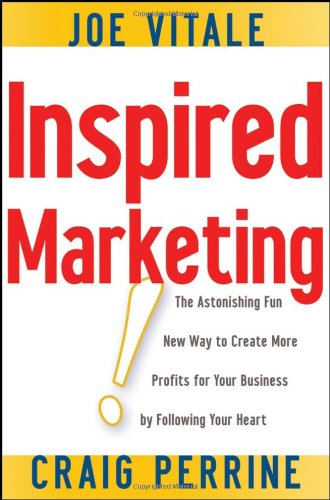 JOE VITALE
Inspired
Marketing
!
The Astonishing Fun
New Way to Create More
Profits for Your Business
by Following Your Heart
CRAIG PERRINE